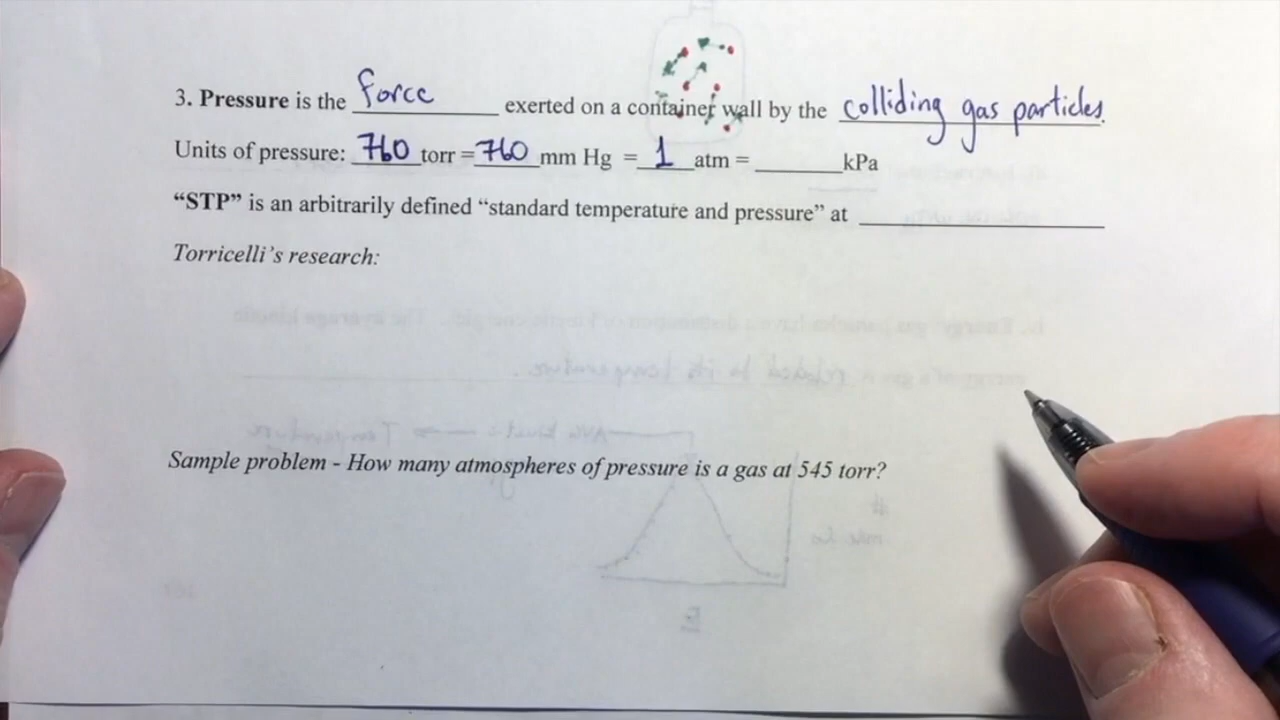 3. Pressure is the force exerted on a container wall by the colliding gas particles.
Units of pressure: 760 torr = 760 mm Hg = 1 atm = ______ kPa
“STP” is an arbitrarily defined “standard temperature and pressure” at ______
Torricelli’s research:
Sample problem - How many atmospheres of pressure is a gas at 545 torr?